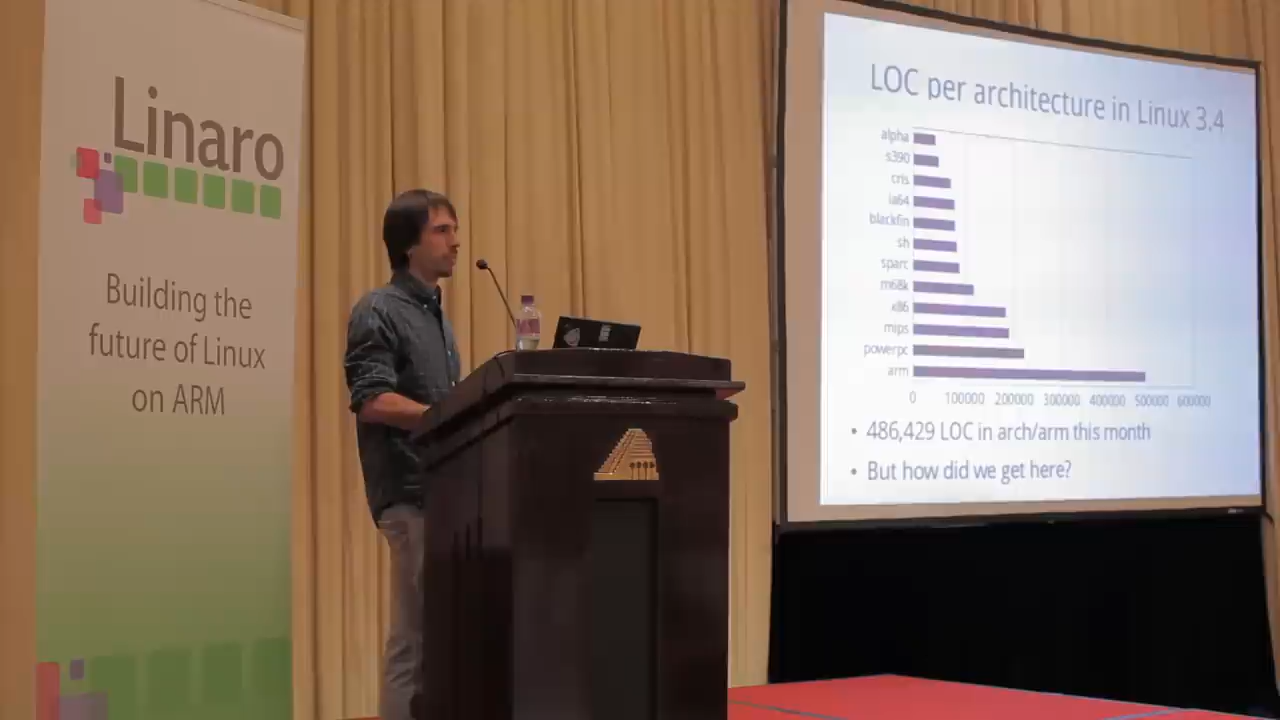 Linaro
Building the
future of Linux
on ARM
LOC per architecture in Linux 3.4
alpha
s390
cris
ia64
blackfin
sh
sparc
m68k
x86
mips
powerpc
arm
0 100000 200000 300000 400000 500000 600000
• 486,429 LOC in arch/arm this month
• But how did we get here?